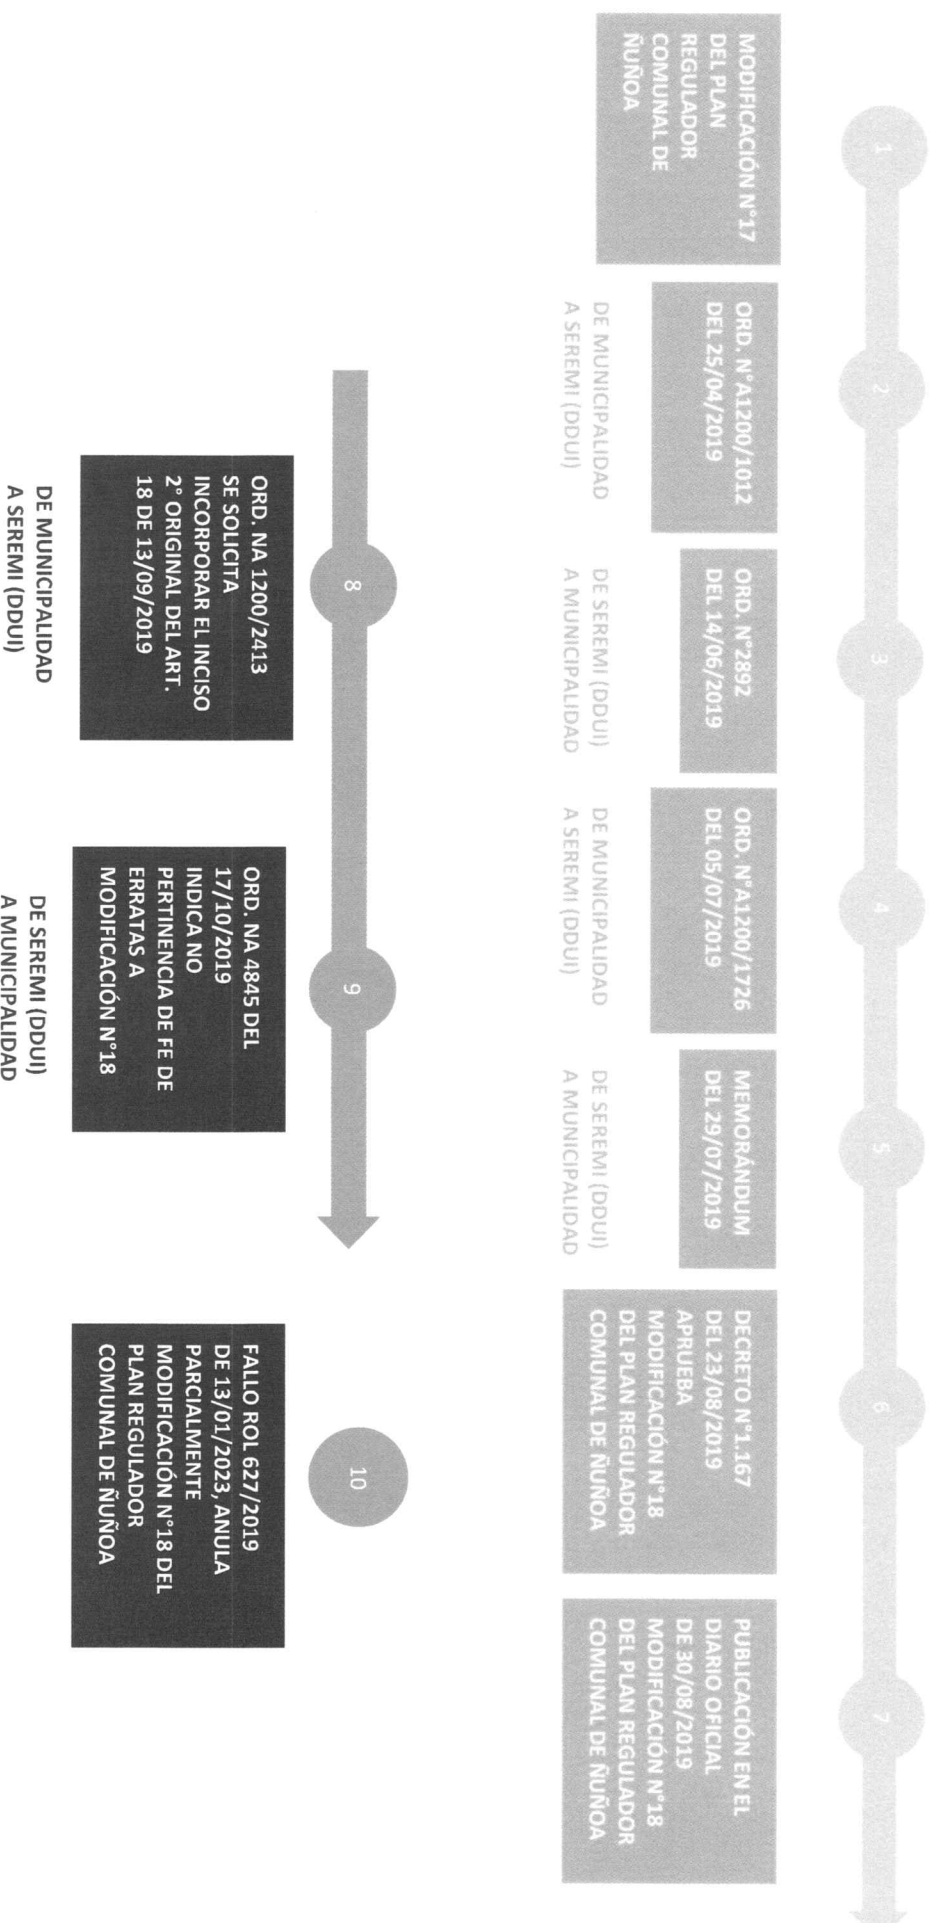 1
MODIFICACIÓN N°17
DEL PLAN
REGULADOR
COMUNAL DE
ÑUÑOA
2
ORD. N°A1200/1012
DEL 25/04/2019
DE MUNICIPALIDAD
A SEREMI (DDUI)
3
ORD. N°2892
DEL 14/06/2019
DE SEREMI (DDUI)
A MUNICIPALIDAD
4
ORD. N°A1200/1726
DEL 05/07/2019
DE MUNICIPALIDAD
A SEREMI (DDUI)
5
MEMORÁNDUM
DEL 29/07/2019
DE SEREMI (DDUI)
A MUNICIPALIDAD
6
DECRETO N°1.167
DEL 23/08/2019
APRUEBA
MODIFICACIÓN N°18
DEL PLAN REGULADOR
COMUNAL DE ÑUÑOA
7
PUBLICACIÓN EN EL
DIARIO OFICIAL
DE 30/08/2019
MODIFICACIÓN N°18
DEL PLAN REGULADOR
COMUNAL DE ÑUÑOA
8
ORD. NA 1200/2413
SE SOLICITA
INCORPORAR EL INCISO
2° ORIGINAL DEL ART.
18 DE 13/09/2019
DE MUNICIPALIDAD
A SEREMI (DDUI)
9
ORD. NA 4845 DEL
17/10/2019
INDICA NO
PERTINENCIA DE FE DE
ERRATAS A
MODIFICACIÓN N°18
DE SEREMI (DDUI)
A MUNICIPALIDAD
10
FALLO ROL 627/2019
DE 13/01/2023, ANULA
PARCIALMENTE
MODIFICACIÓN N°18 DEL
PLAN REGULADOR
COMUNAL DE ÑUÑOA